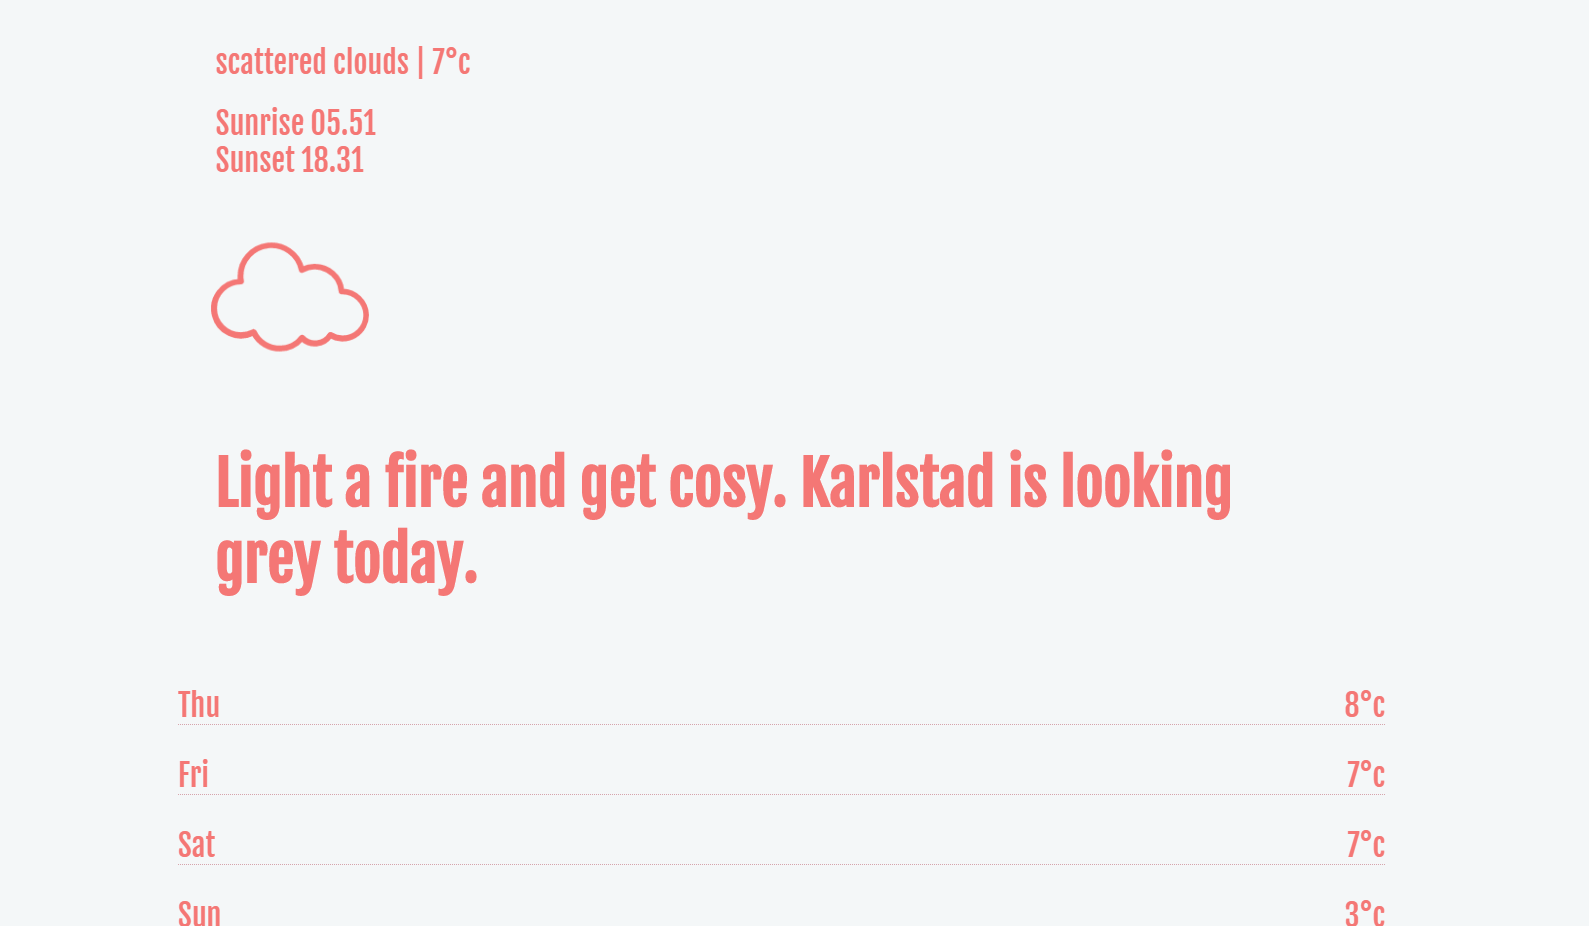 scattered clouds | 7°c
Sunrise 05.51
Sunset 18.31
Light a fire and get cosy. Karlstad is looking
grey today.
Thu 8°c
Fri 7°c
Sat 7°c
Sun 3°c